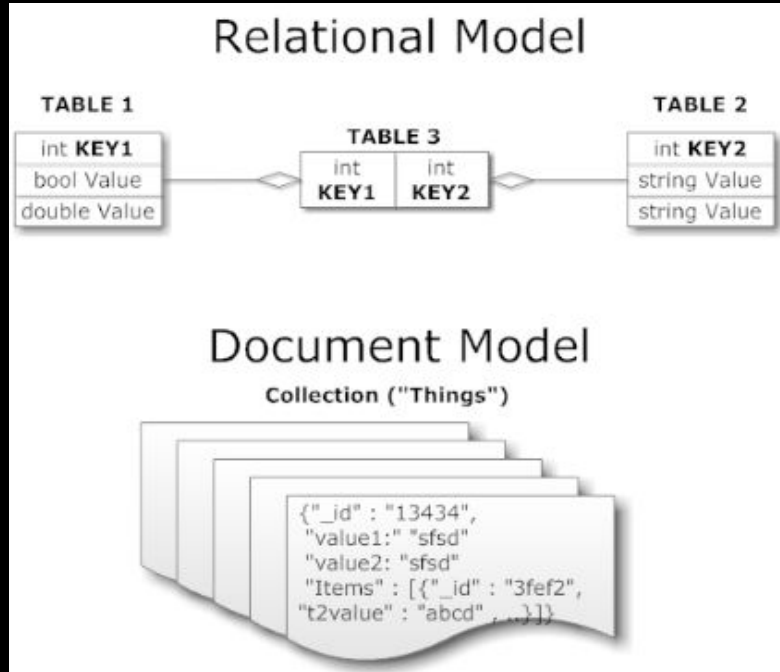 Relational Model
TABLE 1
int KEY1
bool Value
double Value
TABLE 3
int
KEY1
int
KEY2
TABLE 2
int KEY2
string Value
string Value
Document Model
Collection ("Things")
{"_id" : "13434",
"value1:" "sfsd"
"value2: "sfsd"
"Items" : [{"_id" : "3fef2",
"t2value" : "abcd" , ..}]}